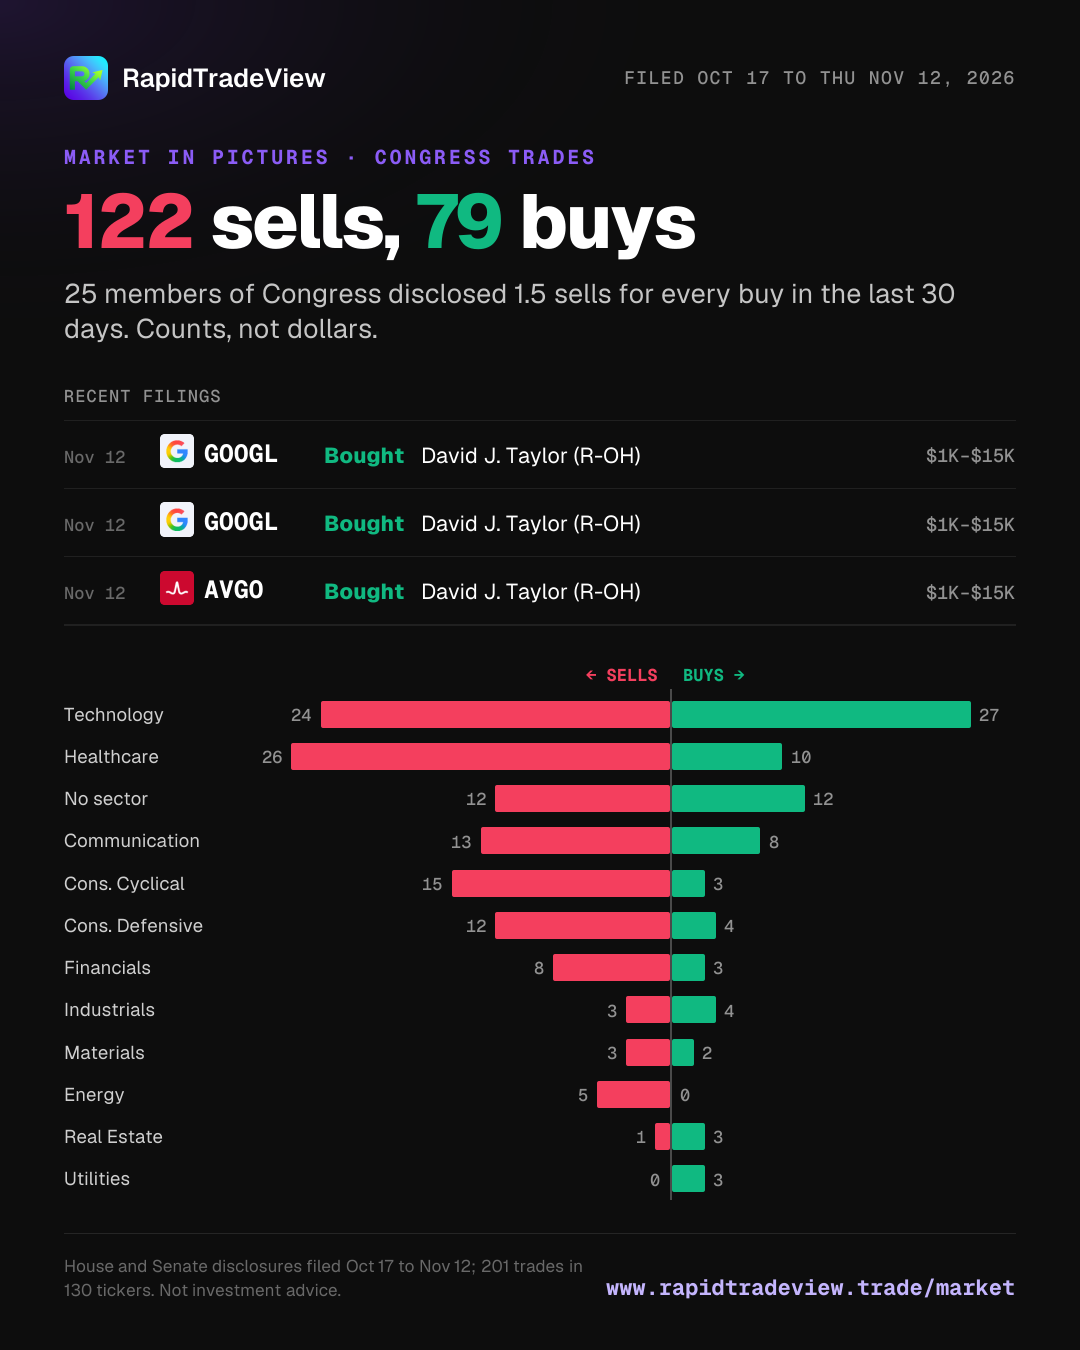 RapidTradeView
FILED OCT 17 TO THU NOV 12, 2026
MARKET IN PICTURES · CONGRESS TRADES
122 sells, 79 buys
25 members of Congress disclosed 1.5 sells for every buy in the last 30
days. Counts, not dollars.
RECENT FILINGS
Nov 12 GOOGL Bought David J. Taylor (R-OH) $1K–$15K
Nov 12 GOOGL Bought David J. Taylor (R-OH) $1K–$15K
Nov 12 AVGO Bought David J. Taylor (R-OH) $1K–$15K
← SELLS BUYS →
Technology 24 27
Healthcare 26 10
No sector 12 12
Communication 13 8
Cons. Cyclical 15 3
Cons. Defensive 12 4
Financials 8 3
Industrials 3 4
Materials 3 2
Energy 5 0
Real Estate 1 3
Utilities 0 3
House and Senate disclosures filed Oct 17 to Nov 12; 201 trades in
130 tickers. Not investment advice.
www.rapidtradeview.trade/market